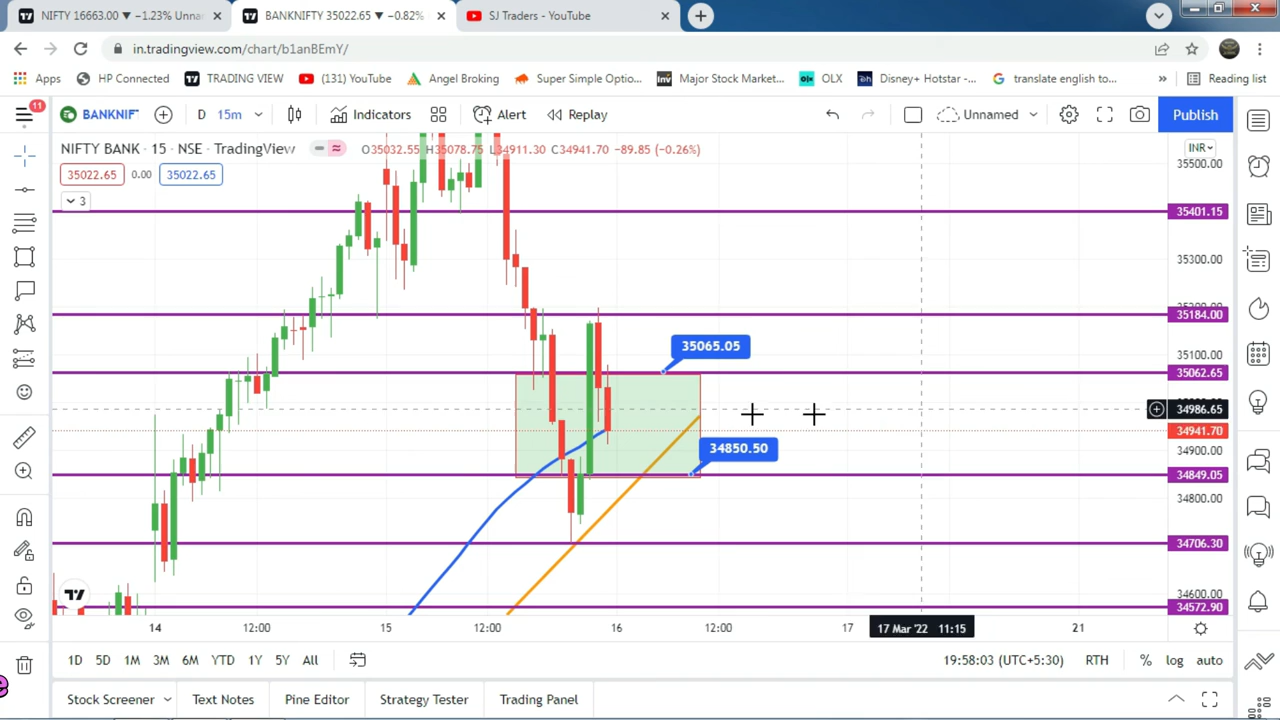 NIFTY 16663.00 ▼ −1.23% Unnar
BANKNIFTY 35022.65 ▼ −0.82%
SJ Traders - YouTube
in.tradingview.com/chart/b1anBEmY/
Apps HP Connected TRADING VIEW (131) YouTube Angel Broking Super Simple Optio... Major Stock Market... OLX Disney+ Hotstar -... translate english to... » Reading list
11 BANKNIF D 15m Indicators Alert Replay Unnamed Publish
NIFTY BANK · 15 · NSE · TradingView O35032.55 H35078.75 L34911.30 C34941.70 −89.85 (−0.26%) INR
35022.65 0.00 35022.65
3
35500.00
35401.15
35300.00
35184.00
35100.00
35065.05
35062.65
34986.65
34941.70
34900.00
34850.50
34849.05
34800.00
34706.30
34600.00
34572.90
14 12:00 15 12:00 16 12:00 17 17 Mar '22 11:15 21
1D 5D 1M 3M 6M YTD 1Y 5Y All 19:58:03 (UTC+5:30) RTH % log auto
Stock Screener Text Notes Pine Editor Strategy Tester Trading Panel